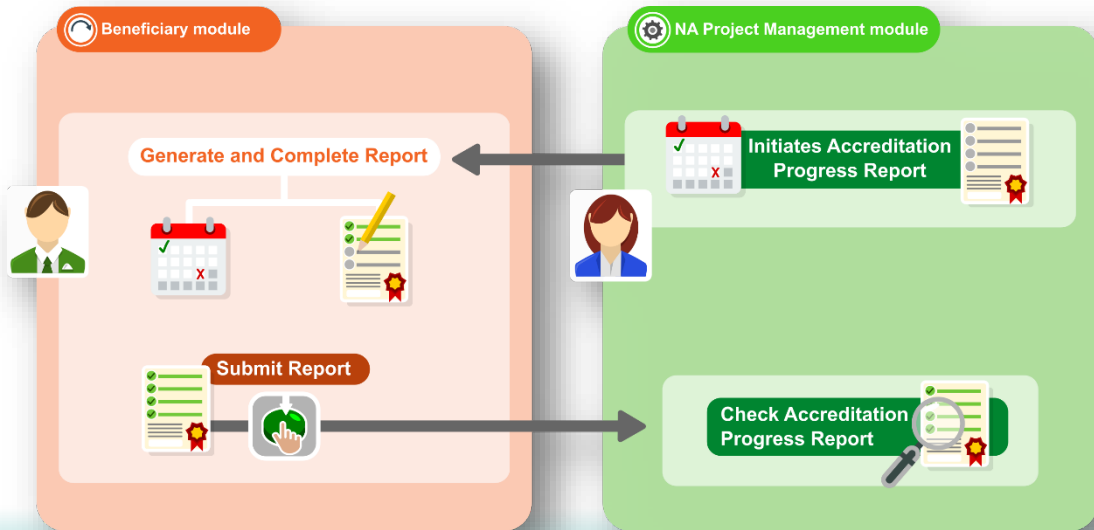 Beneficiary module
NA Project Management module
Generate and Complete Report
Initiates Accreditation
Progress Report
x
x
Submit Report
Check Accreditation
Progress Report